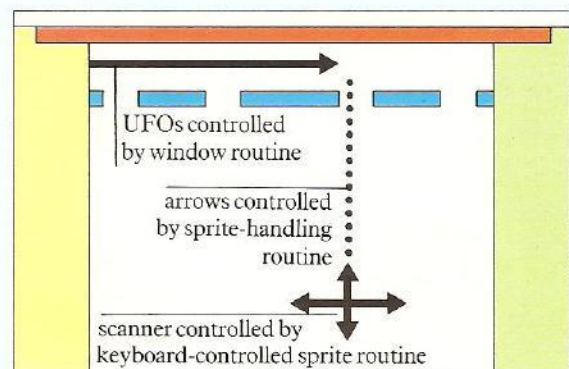 UFOs controlled
by window routine
arrows controlled
by sprite-handling
routine
scanner controlled by
keyboard-controlled sprite routine